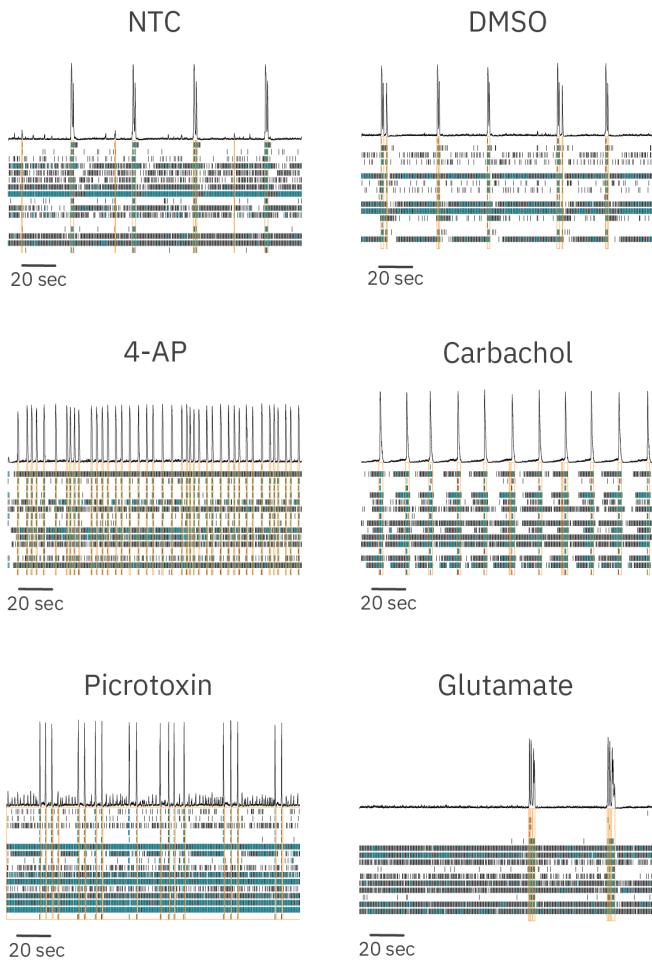 NTC
DMSO
20 sec
20 sec
4-AP
Carbachol
20 sec
20 sec
Picrotoxin
Glutamate
20 sec
20 sec